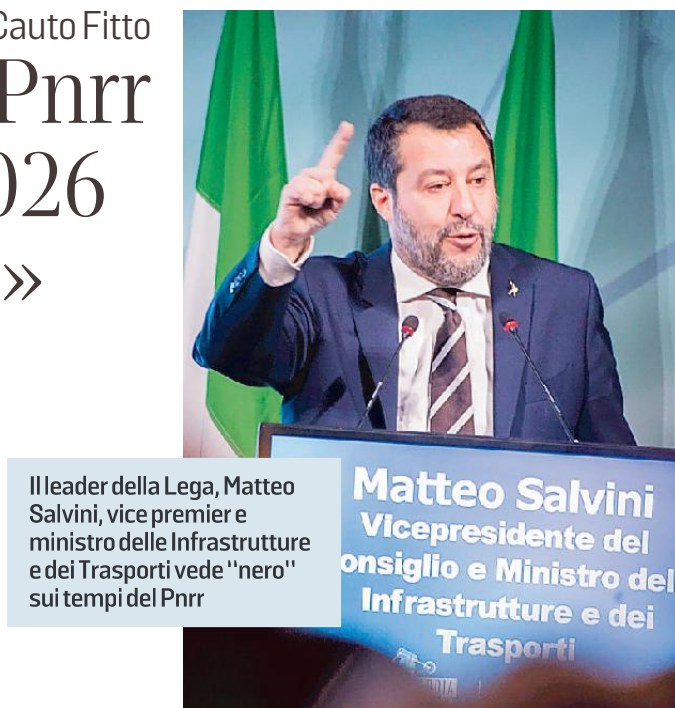 Cauto Fitto
Pnrr
026
»
Il leader della Lega, Matteo
Salvini, vice premier e
ministro delle Infrastrutture
e dei Trasporti vede "nero"
sui tempi del Pnrr
Matteo Salvini
Vicepresidente del
onsiglio e Ministro del
Infrastrutture e dei
Trasporti